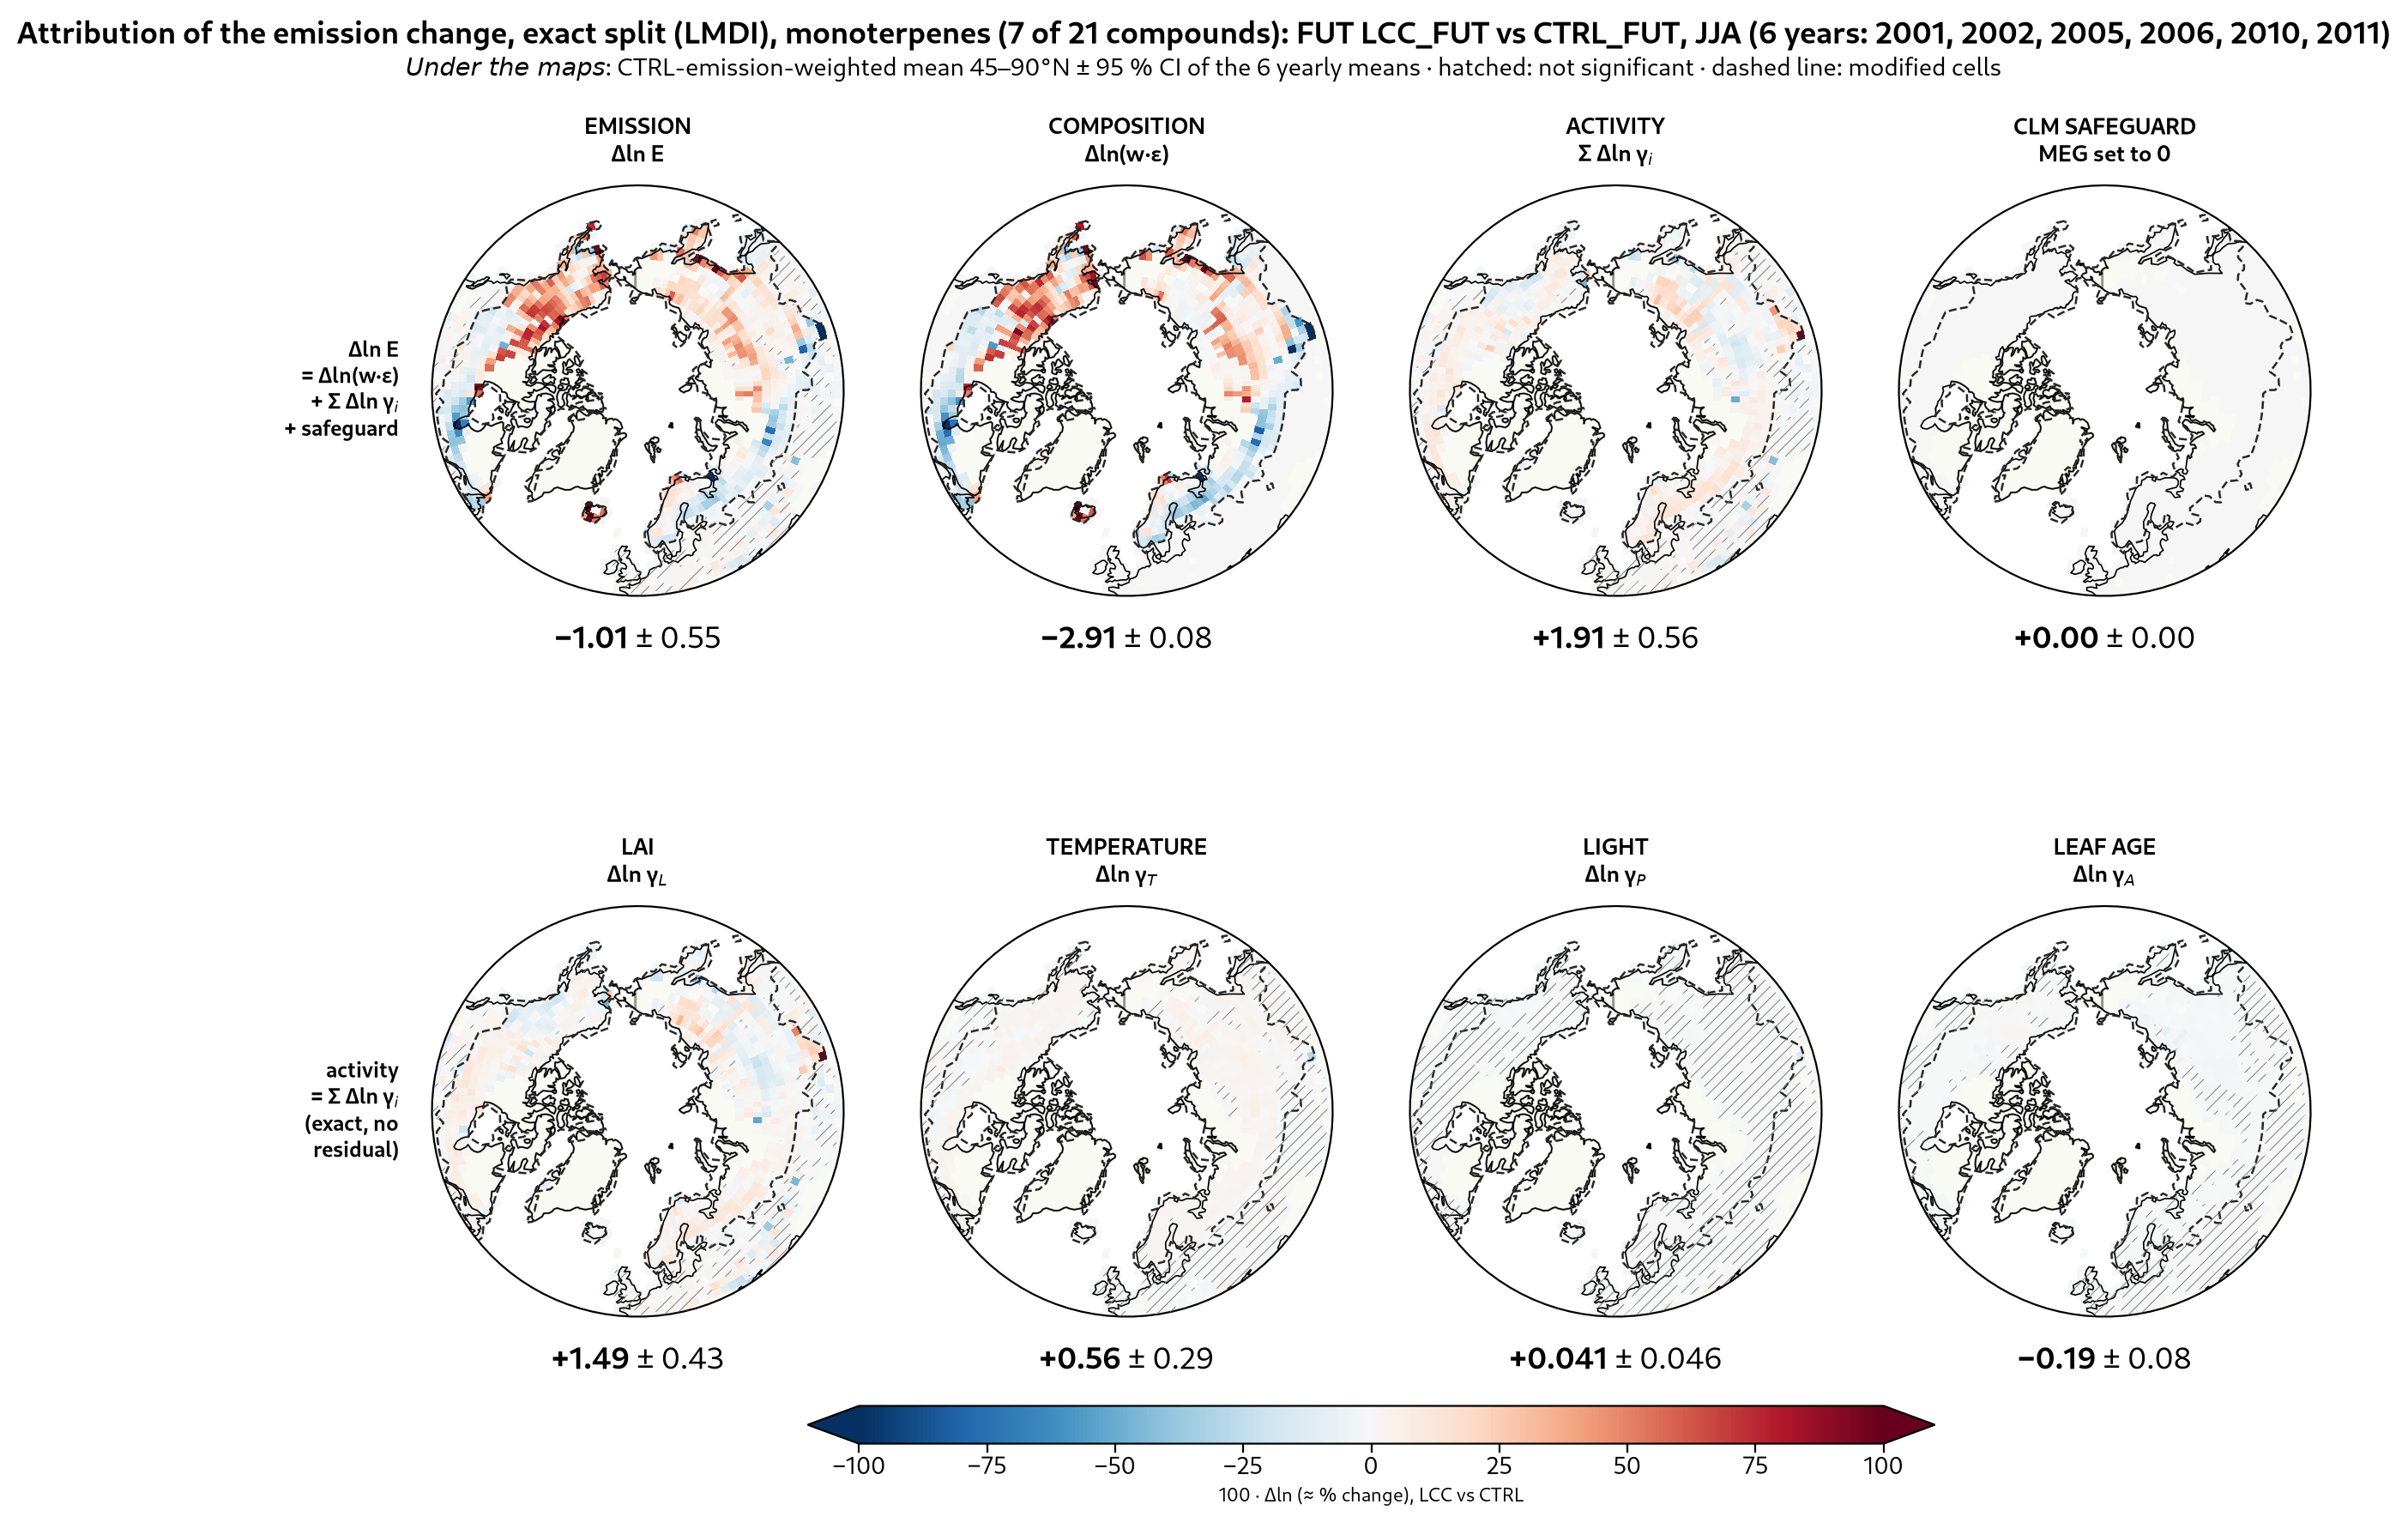 Attribution of the emission change, exact split (LMDI), monoterpenes (7 of 21 compounds): FUT LCC_FUT vs CTRL_FUT, JJA (6 years: 2001, 2002, 2005, 2006, 2010, 2011)
Under the maps: CTRL-emission-weighted mean 45–90°N ± 95 % CI of the 6 yearly means · hatched: not significant · dashed line: modified cells
EMISSION
Δln E
COMPOSITION
Δln(w·ε)
ACTIVITY
Σ Δln γᵢ
CLM SAFEGUARD
MEG set to 0
Δln E
= Δln(w·ε)
+ Σ Δln γᵢ
+ safeguard
−1.01 ± 0.55
−2.91 ± 0.08
+1.91 ± 0.56
+0.00 ± 0.00
LAI
Δln γL
TEMPERATURE
Δln γT
LIGHT
Δln γP
LEAF AGE
Δln γA
activity
= Σ Δln γᵢ
(exact, no
residual)
+1.49 ± 0.43
+0.56 ± 0.29
+0.041 ± 0.046
−0.19 ± 0.08
−100 −75 −50 −25 0 25 50 75 100
100 · Δln (≈ % change), LCC vs CTRL